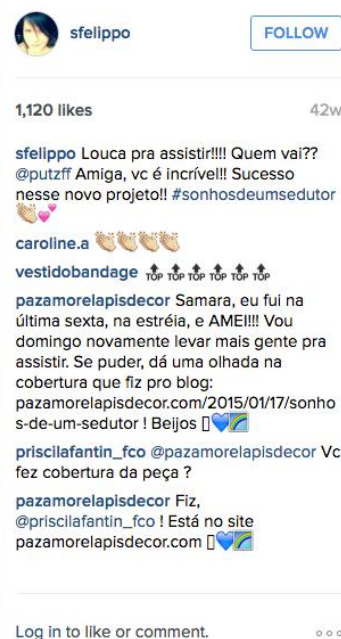 sfelippo
FOLLOW
1,120 likes
42w
sfelippo Louca pra assistir!!!! Quem vai??
@putzff Amiga, vc é incrível!! Sucesso
nesse novo projeto!! #sonhosdeumsedutor
👏💕
caroline.a 👏👏👏👏
vestidobandage 🔝🔝🔝🔝🔝🔝
pazamorelapisdecor Samara, eu fui na
última sexta, na estréia, e AMEI!!! Vou
domingo novamente levar mais gente pra
assistir. Se puder, dá uma olhada na
cobertura que fiz pro blog:
pazamorelapisdecor.com/2015/01/17/sonho
s-de-um-sedutor ! Beijos ▯💙🌈
priscilafantin_fco @pazamorelapisdecor Vc
fez cobertura da peça ?
pazamorelapisdecor Fiz,
@priscilafantin_fco ! Está no site
pazamorelapisdecor.com ▯💙🌈
Log in to like or comment.